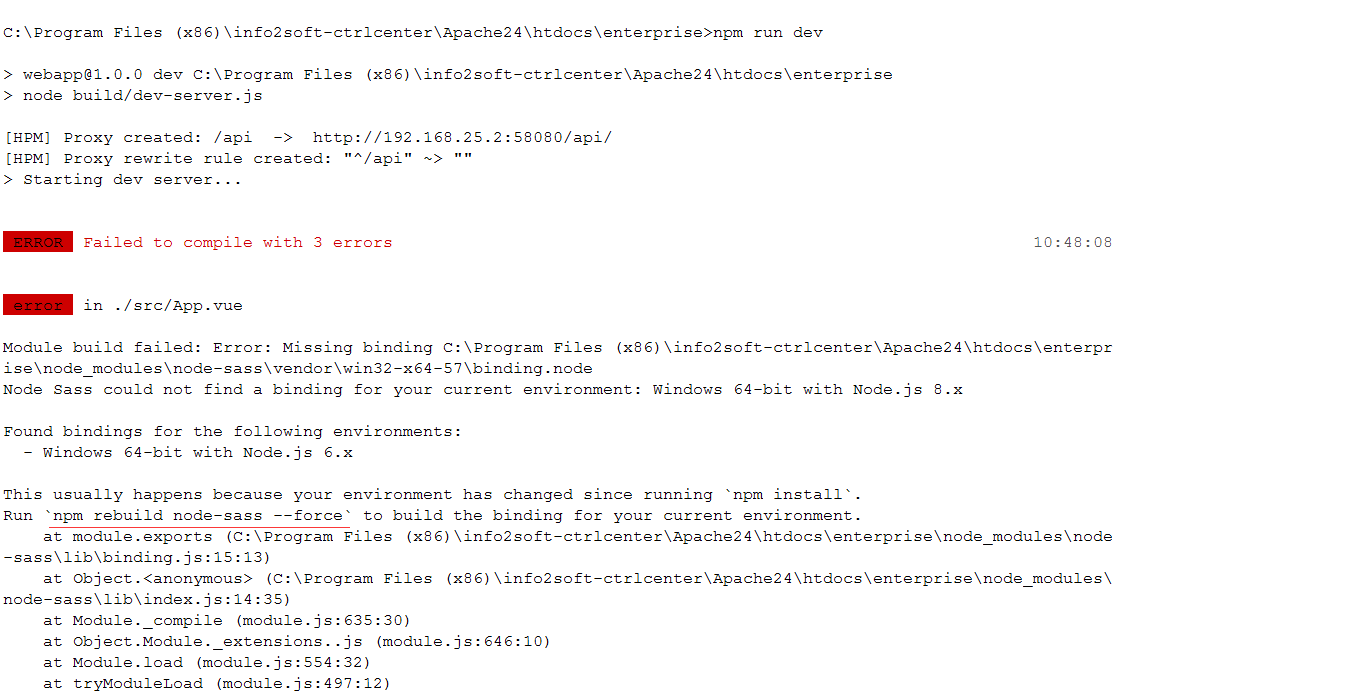 C:\Program Files (x86)\info2soft-ctrlcenter\Apache24\htdocs\enterprise>npm run dev
> webapp@1.0.0 dev C:\Program Files (x86)\info2soft-ctrlcenter\Apache24\htdocs\enterprise
> node build/dev-server.js
[HPM] Proxy created: /api  ->  http://192.168.25.2:58080/api/
[HPM] Proxy rewrite rule created: "^/api" ~> ""
> Starting dev server...
ERROR Failed to compile with 3 errors 10:48:08
error in ./src/App.vue
Module build failed: Error: Missing binding C:\Program Files (x86)\info2soft-ctrlcenter\Apache24\htdocs\enterpr
ise\node_modules\node-sass\vendor\win32-x64-57\binding.node
Node Sass could not find a binding for your current environment: Windows 64-bit with Node.js 8.x
Found bindings for the following environments:
  - Windows 64-bit with Node.js 6.x
This usually happens because your environment has changed since running `npm install`.
Run `npm rebuild node-sass --force` to build the binding for your current environment.
    at module.exports (C:\Program Files (x86)\info2soft-ctrlcenter\Apache24\htdocs\enterprise\node_modules\node
-sass\lib\binding.js:15:13)
    at Object.<anonymous> (C:\Program Files (x86)\info2soft-ctrlcenter\Apache24\htdocs\enterprise\node_modules\
node-sass\lib\index.js:14:35)
    at Module._compile (module.js:635:30)
    at Object.Module._extensions..js (module.js:646:10)
    at Module.load (module.js:554:32)
    at tryModuleLoad (module.js:497:12)